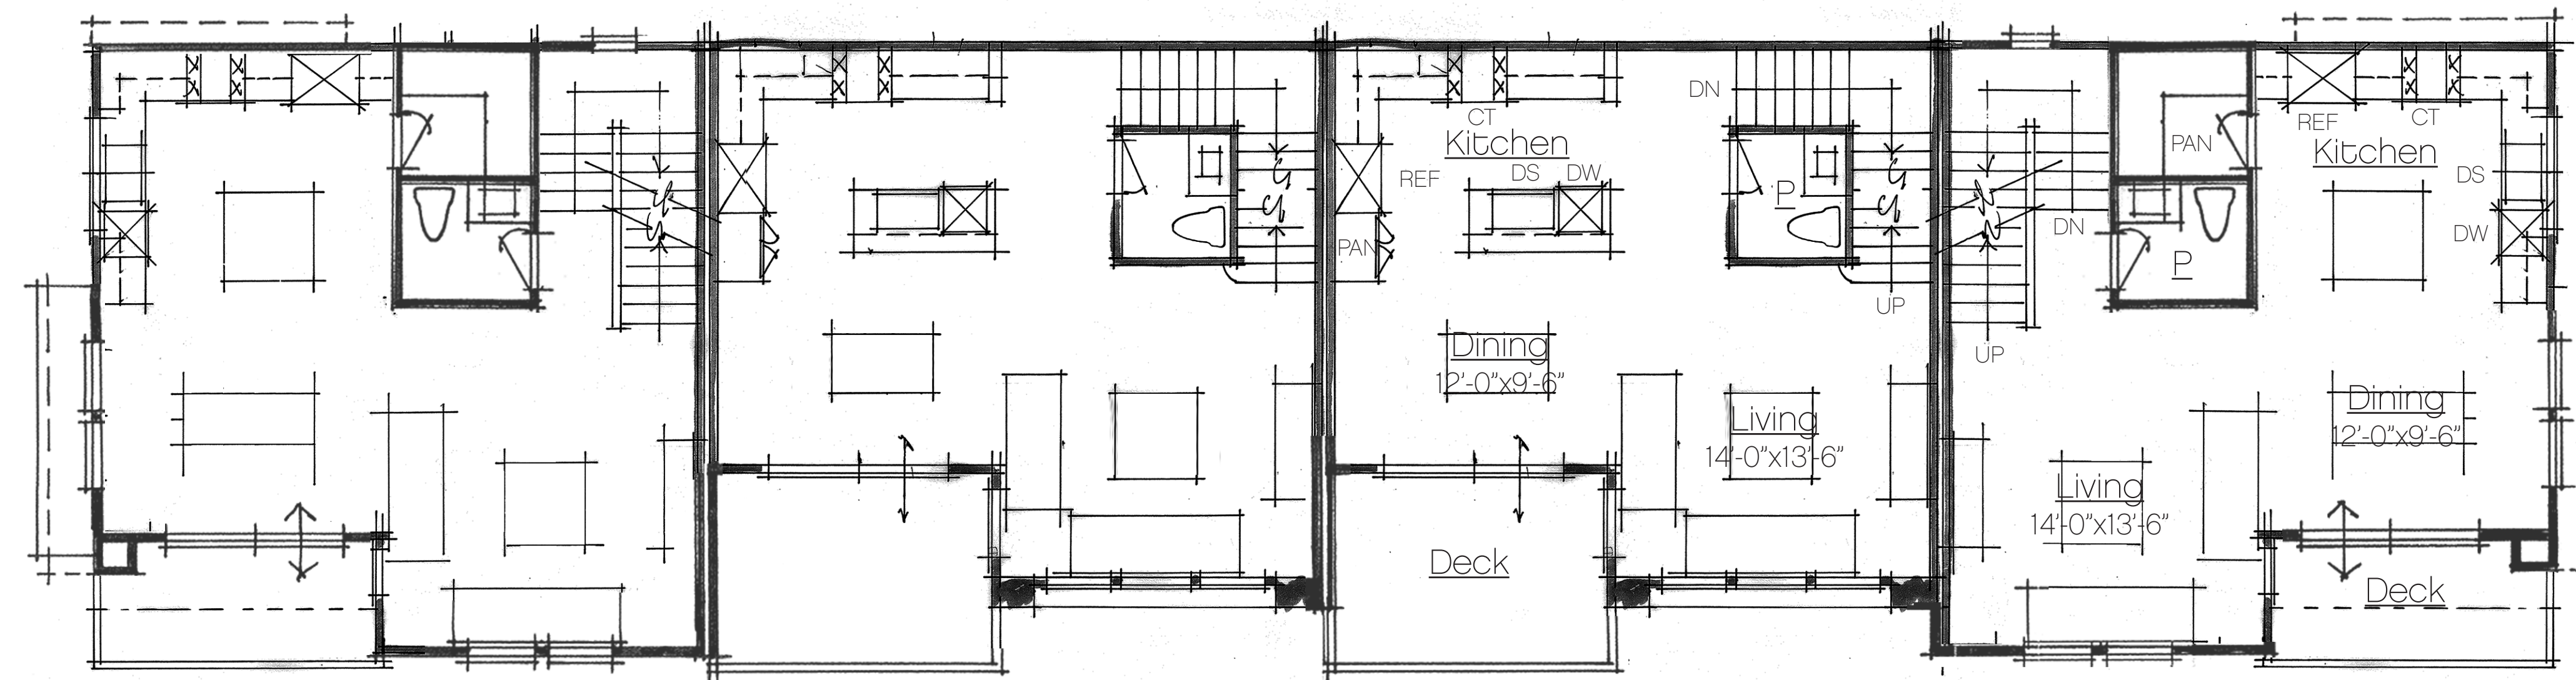 DN
CT
Kitchen
REF
DS
DW
P
PAN
UP
Dining
12'-0"x9'-6"
Living
14'-0"x13'-6"
Deck
REF
CT
Kitchen
PAN
DS
DN
DW
P
UP
Dining
12'-0"x9'-6"
Living
14'-0"x13'-6"
Deck